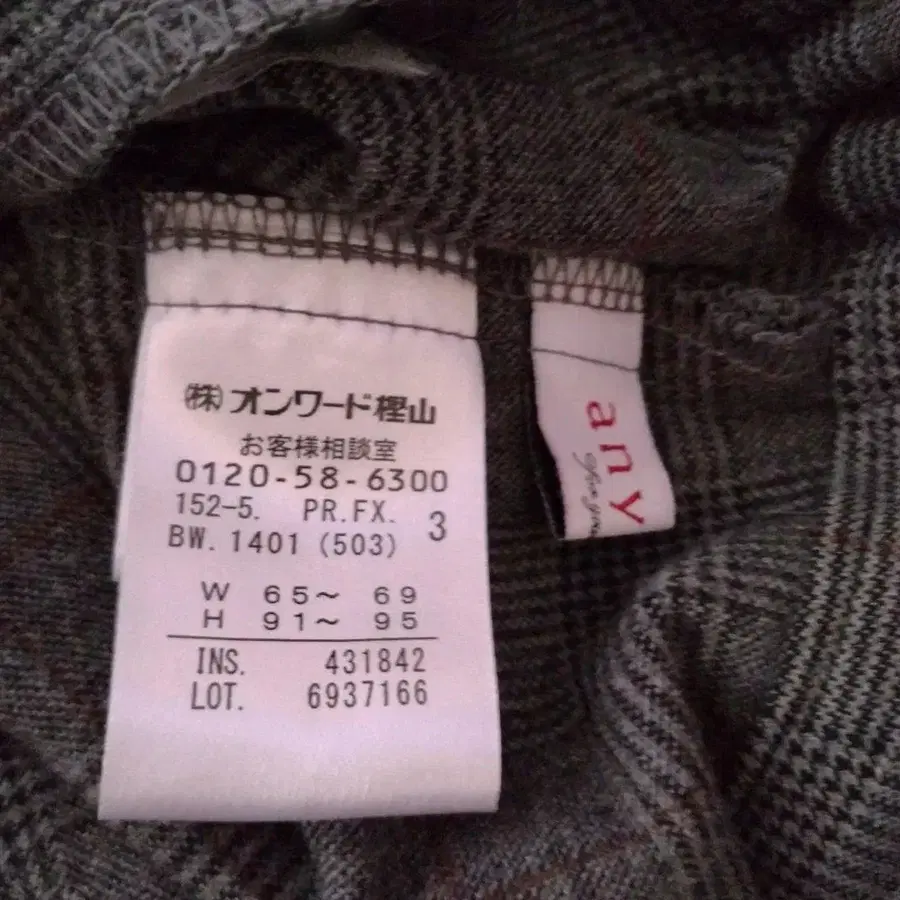 ㈱オンワード樫山
お客様相談室
0120-58-6300
152-5. PR.FX. 3
BW. 1401 (503)
W 65〜 69
H 91〜 95
INS. 431842
LOT. 6937166
any